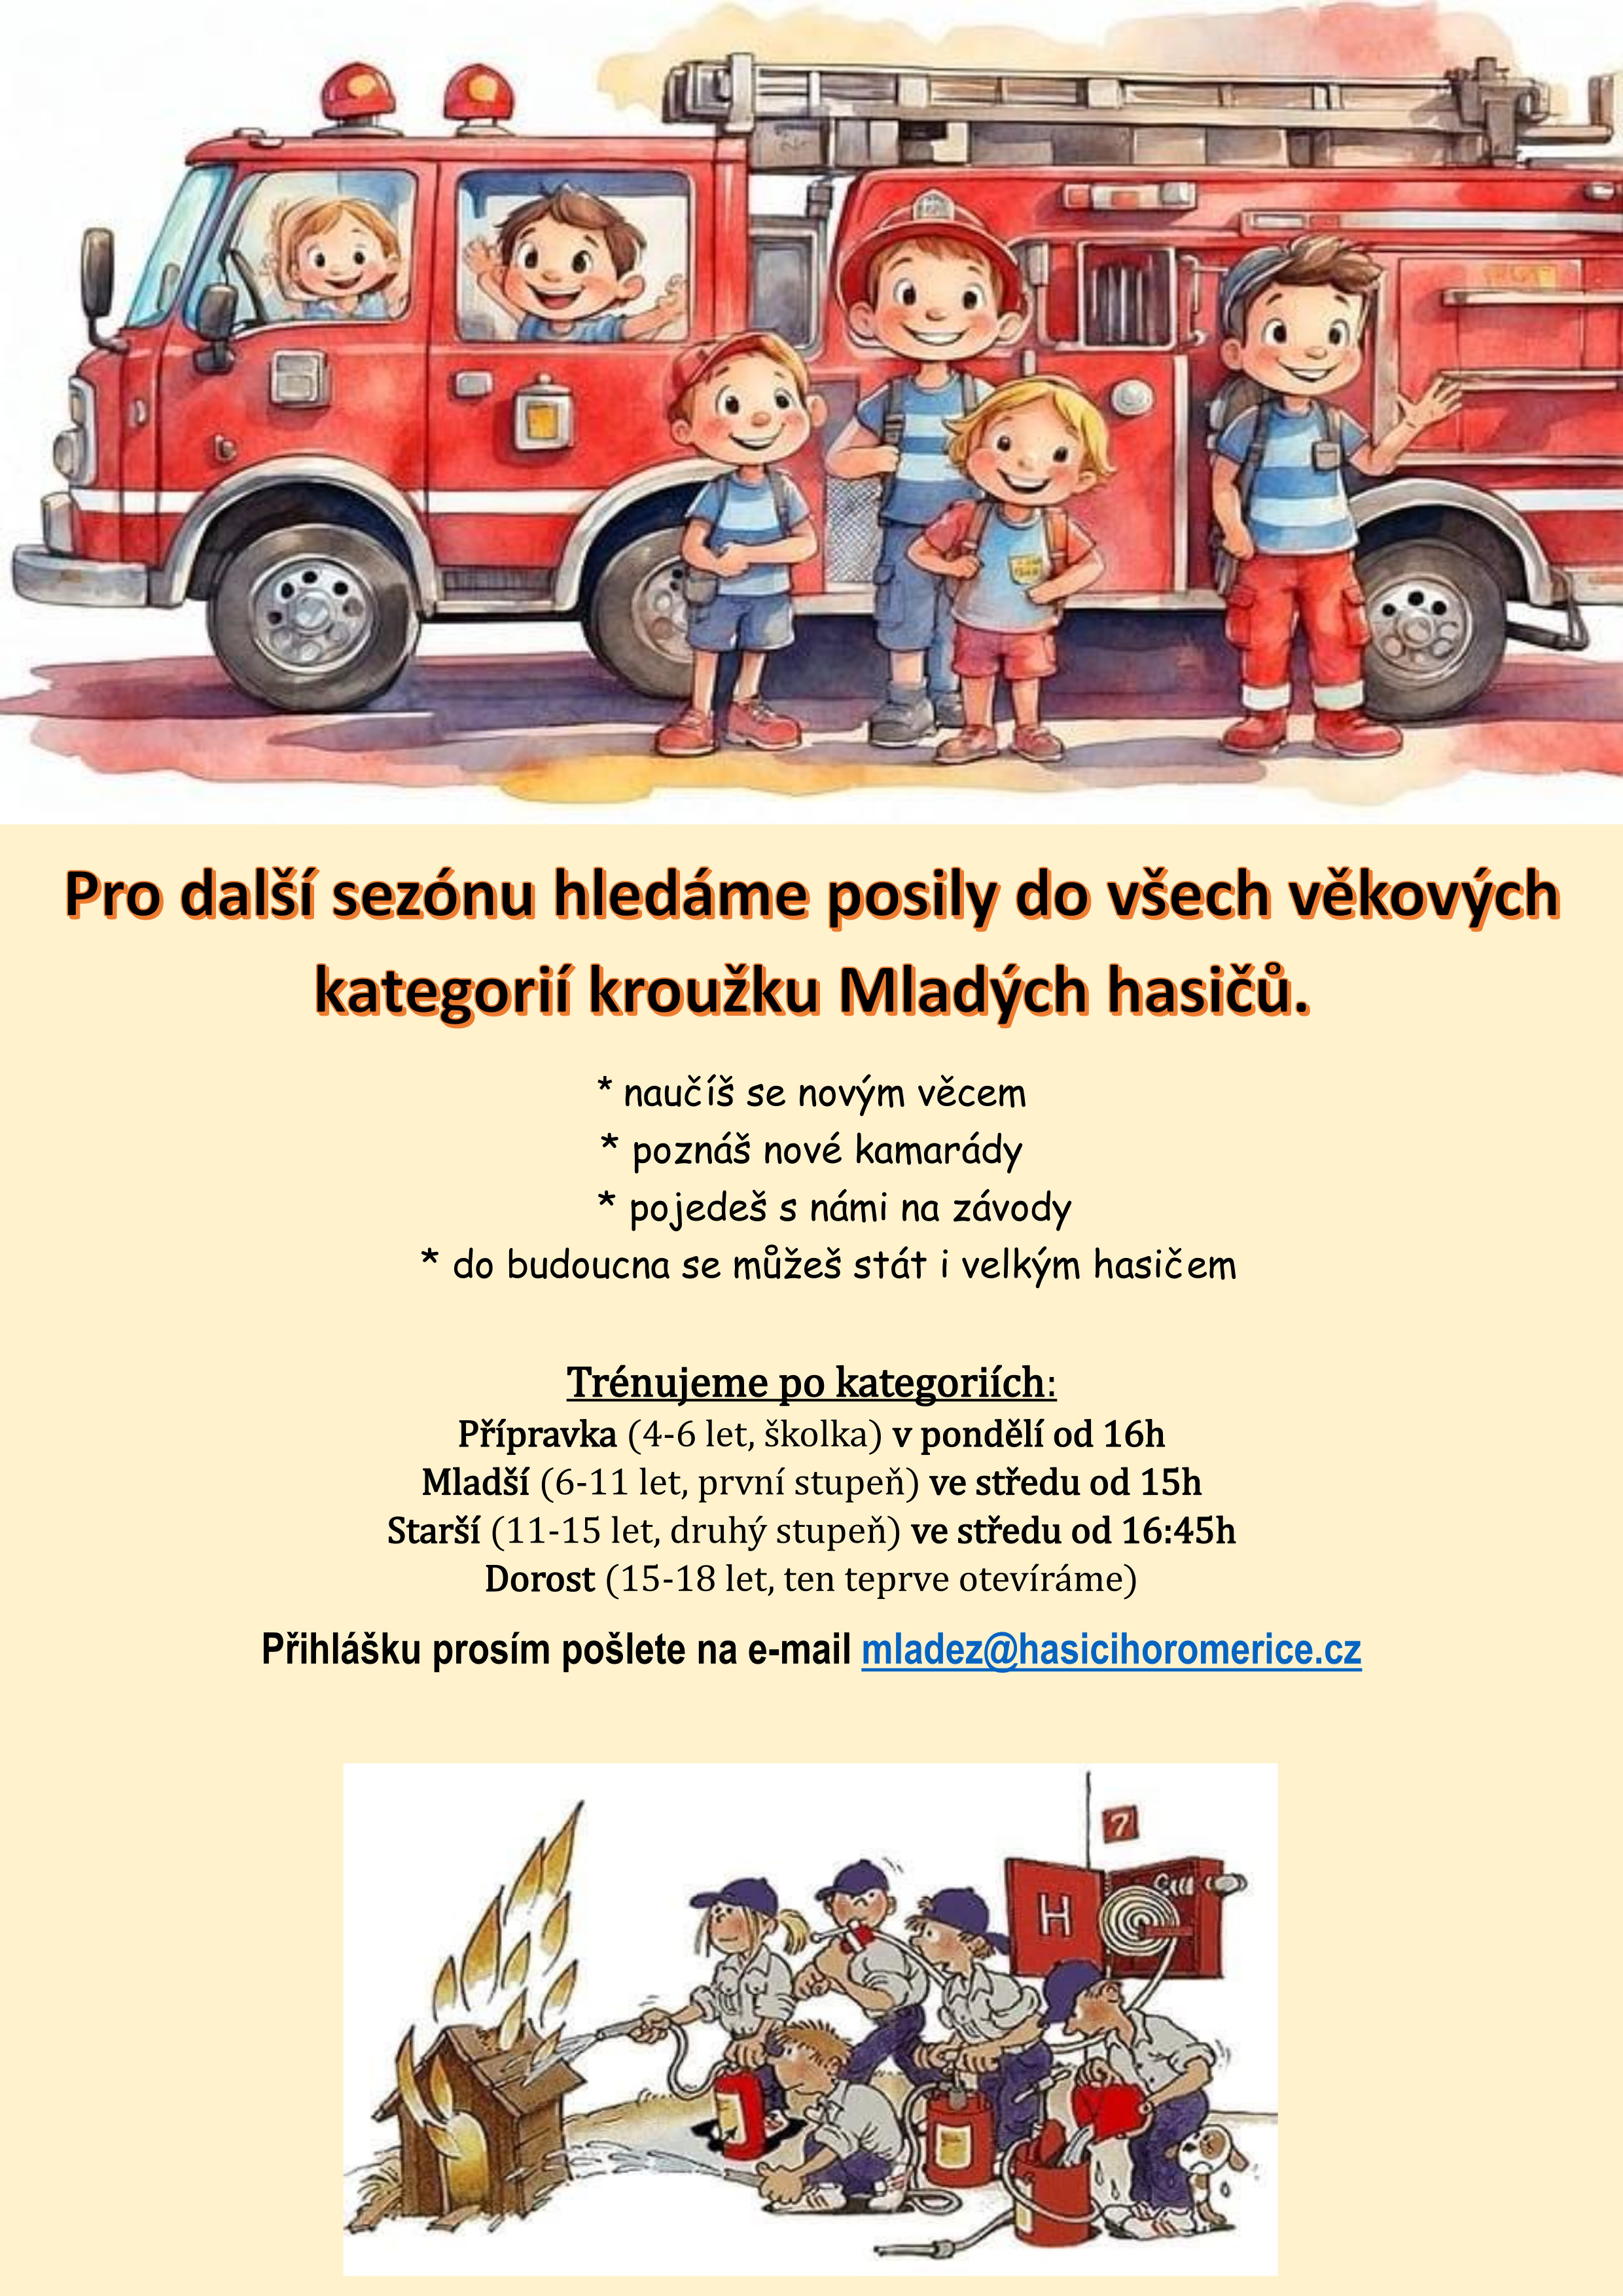 Pro další sezónu hledáme posily do všech věkových
kategorií kroužku Mladých hasičů.
* naučíš se novým věcem
* poznáš nové kamarády
* pojedeš s námi na závody
* do budoucna se můžeš stát i velkým hasičem
Trénujeme po kategoriích:
Přípravka (4-6 let, školka) v pondělí od 16h
Mladší (6-11 let, první stupeň) ve středu od 15h
Starší (11-15 let, druhý stupeň) ve středu od 16:45h
Dorost (15-18 let, ten teprve otevíráme)
Přihlášku prosím pošlete na e-mail mladez@hasicihoromerice.cz
7
H